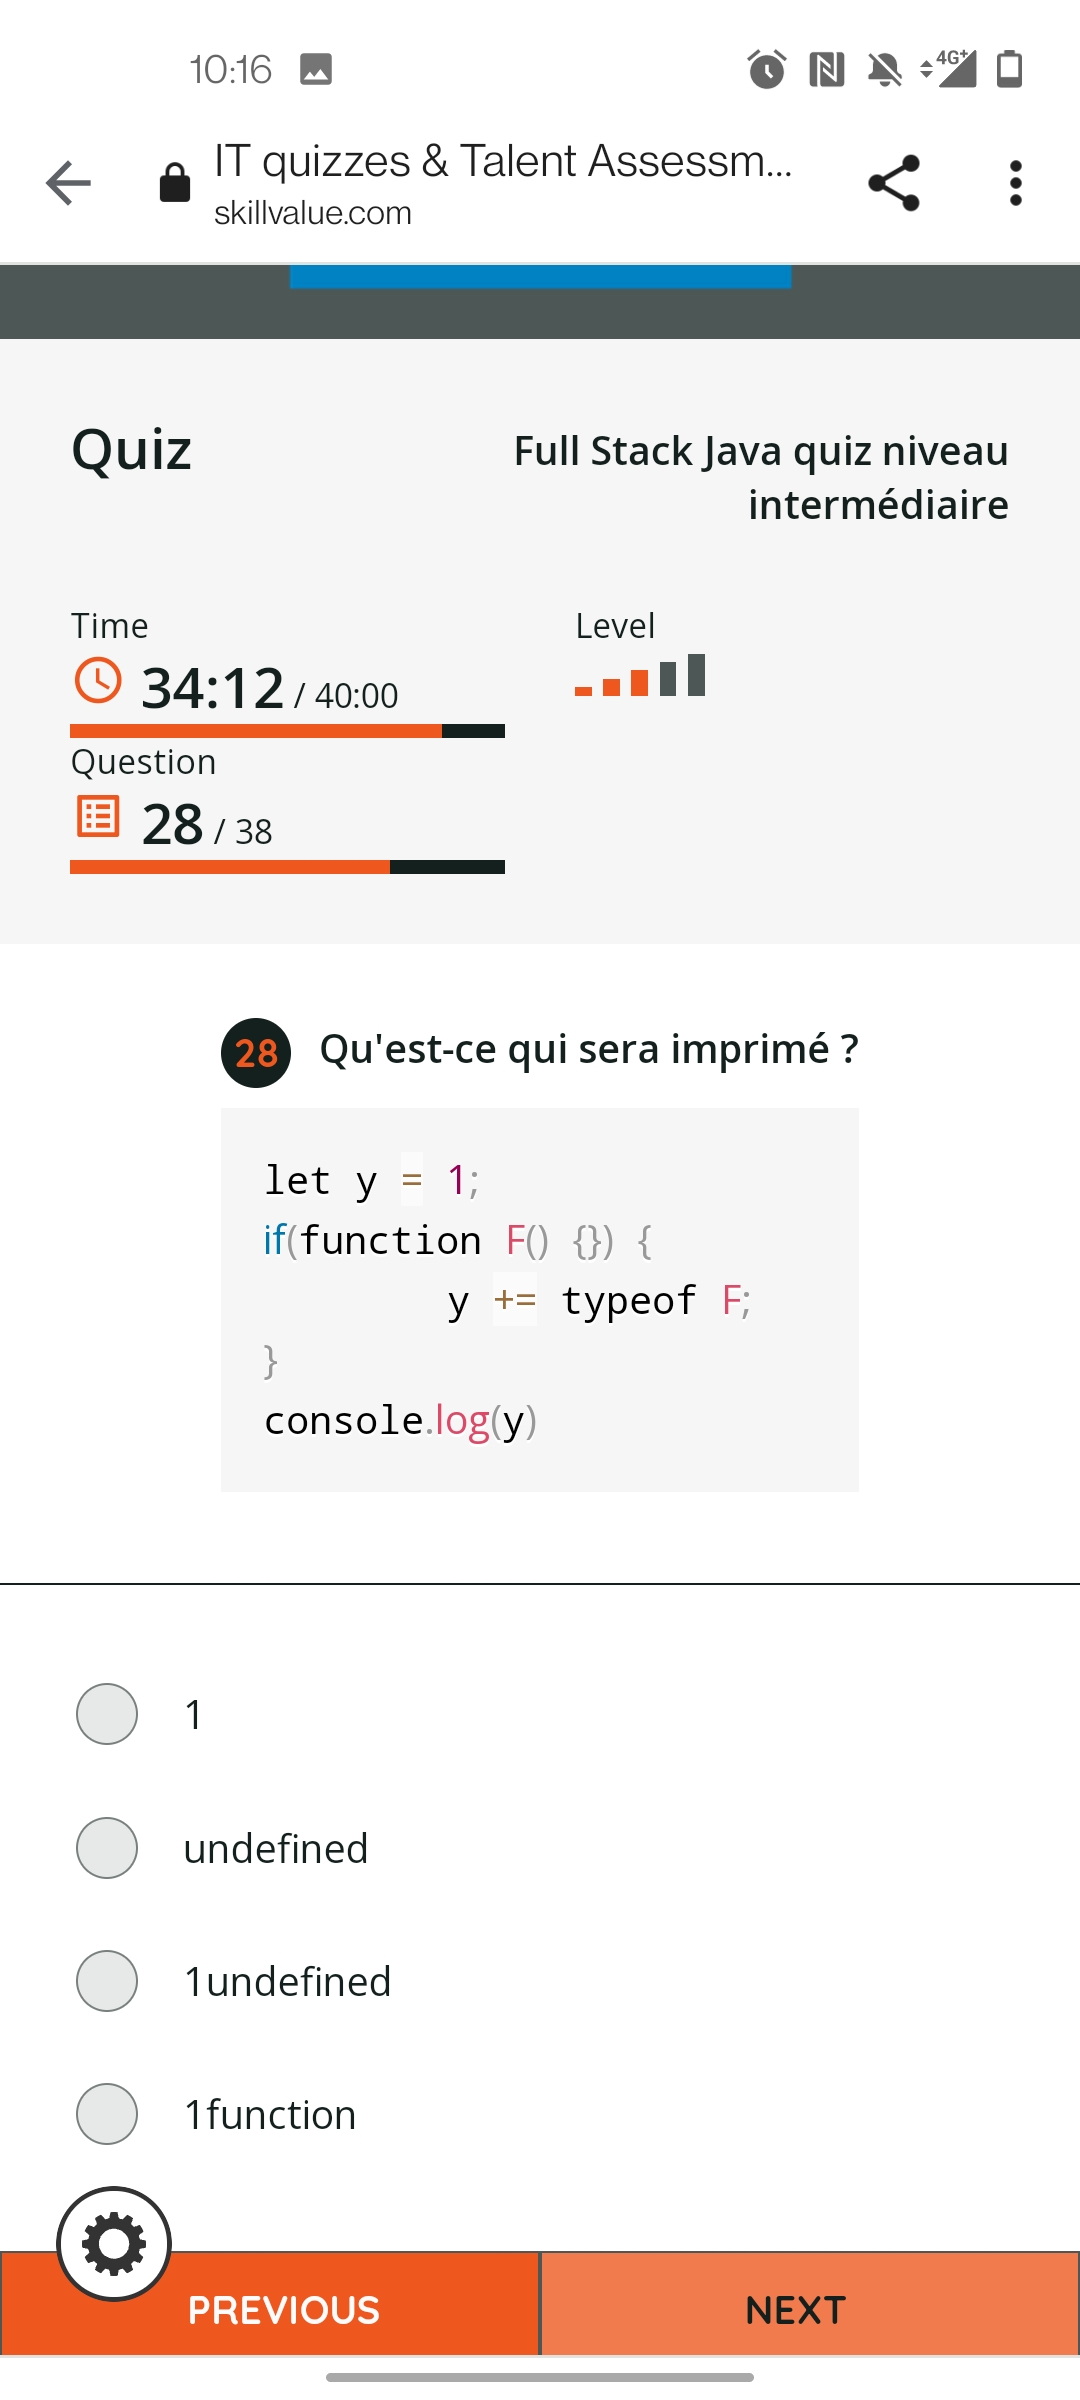 10:16
4G+
IT quizzes & Talent Assessm...
skillvalue.com
Quiz
Full Stack Java quiz niveau
intermédiaire
Time
34:12 / 40:00
Level
Question
28 / 38
28 Qu'est-ce qui sera imprimé ?
let y = 1;
if(function F() {}) {
        y += typeof F;
}
console.log(y)
1
undefined
1undefined
1function
PREVIOUS
NEXT